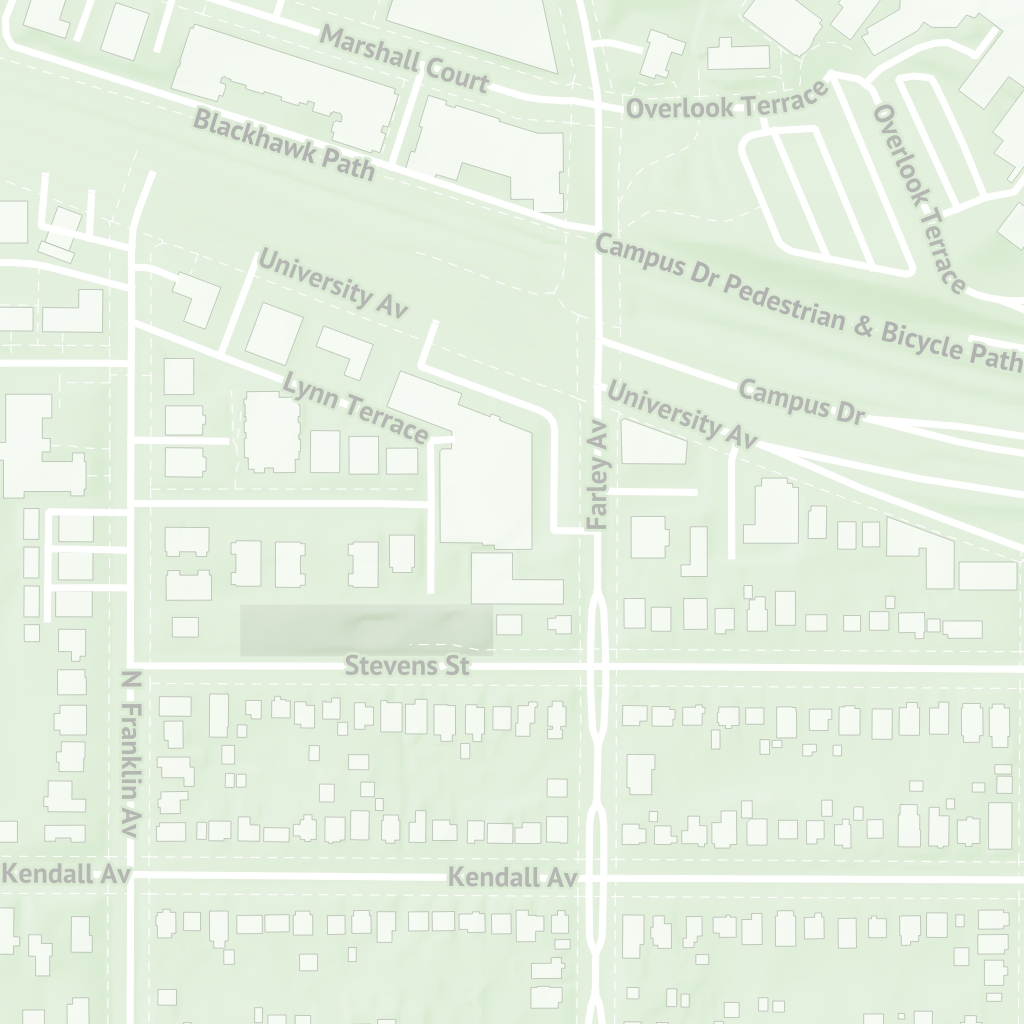 Marshall Court
Overlook Terrace
Blackhawk Path
Overlook Terrace
University Av
Campus Dr Pedestrian & Bicycle Path
Lynn Terrace
University Av
Campus Dr
Farley Av
Stevens St
N Franklin Av
Kendall Av
Kendall Av